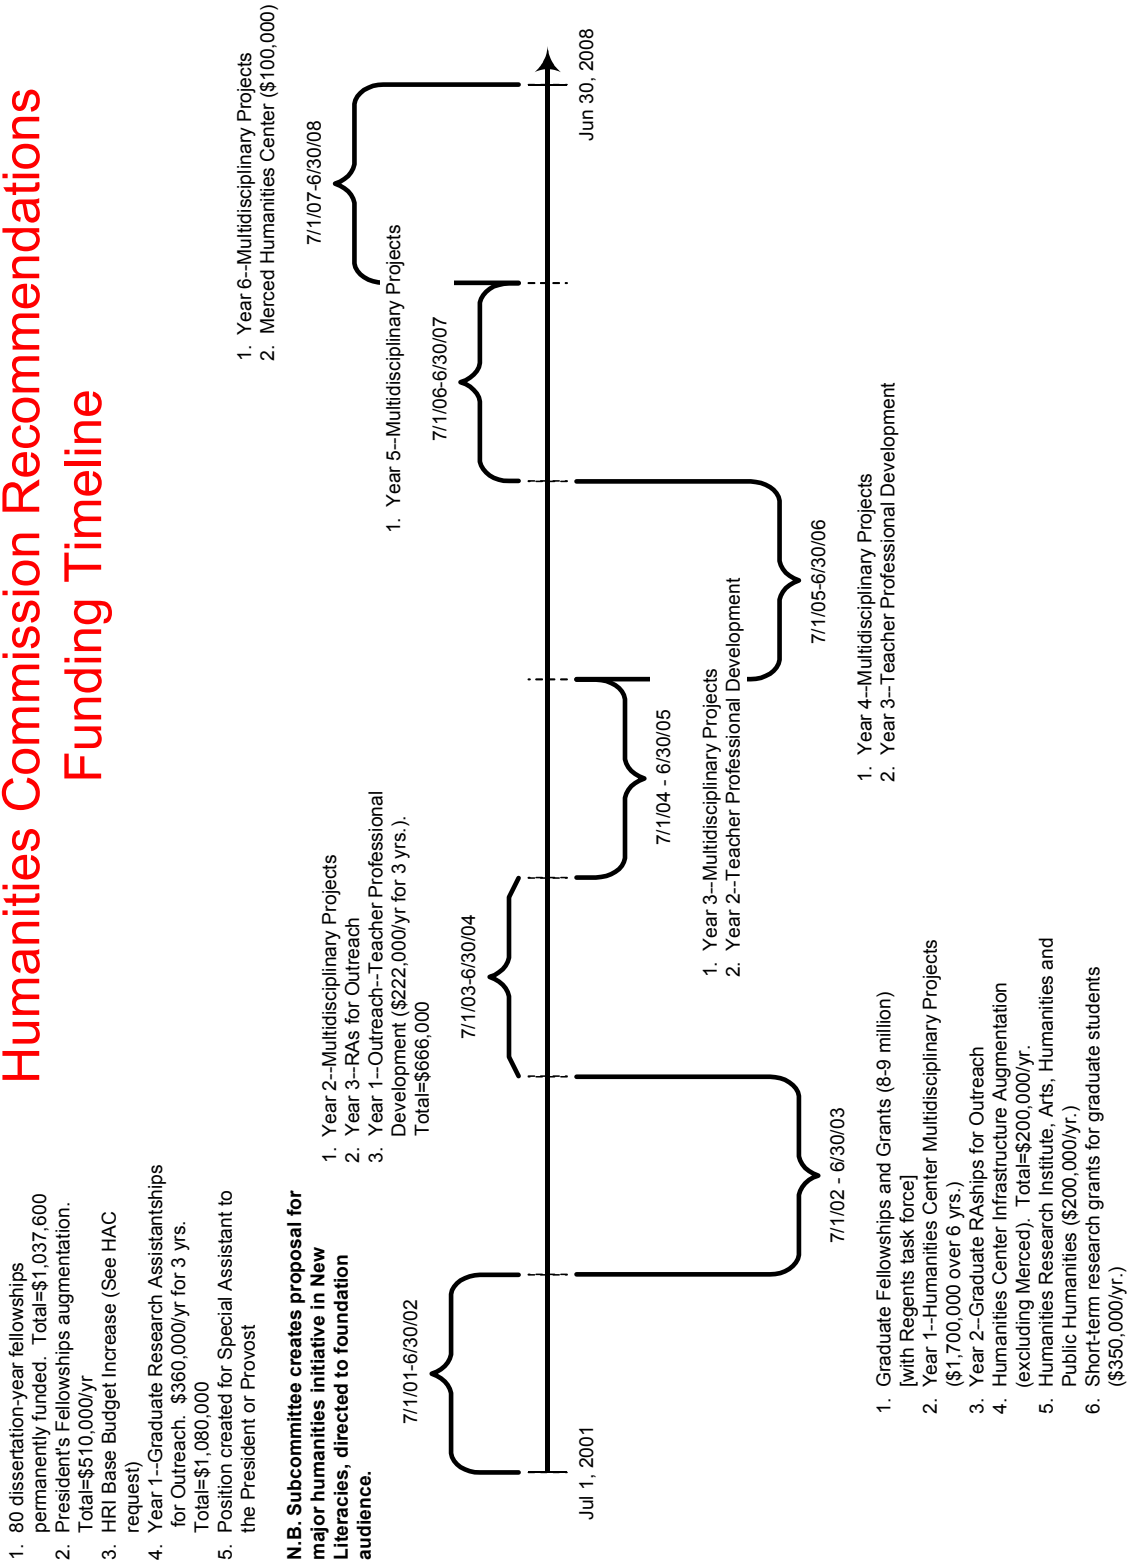 Humanities Commission Recommendations
Funding Timeline
1. 80 dissertation-year fellowships
permanently funded. Total=$1,037,600
2. President's Fellowships augmentation.
Total=$510,000/yr
3. HRI Base Budget Increase (See HAC
request)
4. Year 1--Graduate Research Assistantships
for Outreach. $360,000/yr for 3 yrs.
Total=$1,080,000
5. Position created for Special Assistant to
the President or Provost
N.B. Subcommittee creates proposal for
major humanities initiative in New
Literacies, directed to foundation
audience.
7/1/01-6/30/02
1. Year 2--Multidisciplinary Projects
2. Year 3--RAs for Outreach
3. Year 1--Outreach--Teacher Professional
Development ($222,000/yr for 3 yrs.).
Total=$666,000
7/1/03-6/30/04
1. Year 5--Multidisciplinary Projects
7/1/06-6/30/07
1. Year 6--Multidisciplinary Projects
2. Merced Humanities Center ($100,000)
7/1/07-6/30/08
Jul 1, 2001
Jun 30, 2008
7/1/02 - 6/30/03
1. Graduate Fellowships and Grants (8-9 million)
[with Regents task force]
2. Year 1--Humanities Center Multidisciplinary Projects
($1,700,000 over 6 yrs.)
3. Year 2--Graduate RAships for Outreach
4. Humanities Center Infrastructure Augmentation
(excluding Merced). Total=$200,000/yr.
5. Humanities Research Institute, Arts, Humanities and
Public Humanities ($200,000/yr.)
6. Short-term research grants for graduate students
($350,000/yr.)
7/1/04 - 6/30/05
1. Year 3--Multidisciplinary Projects
2. Year 2--Teacher Professional Development
7/1/05-6/30/06
1. Year 4--Multidisciplinary Projects
2. Year 3--Teacher Professional Development